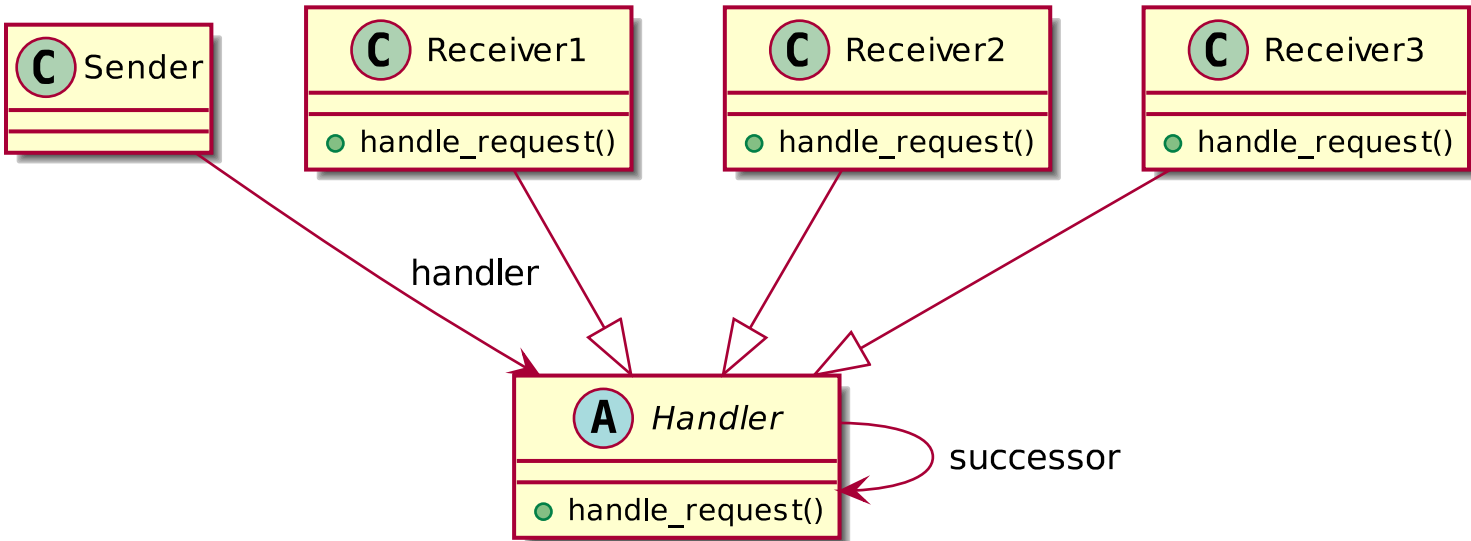 C Sender
C Receiver1
handle_request()
C Receiver2
handle_request()
C Receiver3
handle_request()
handler
A Handler
handle_request()
successor